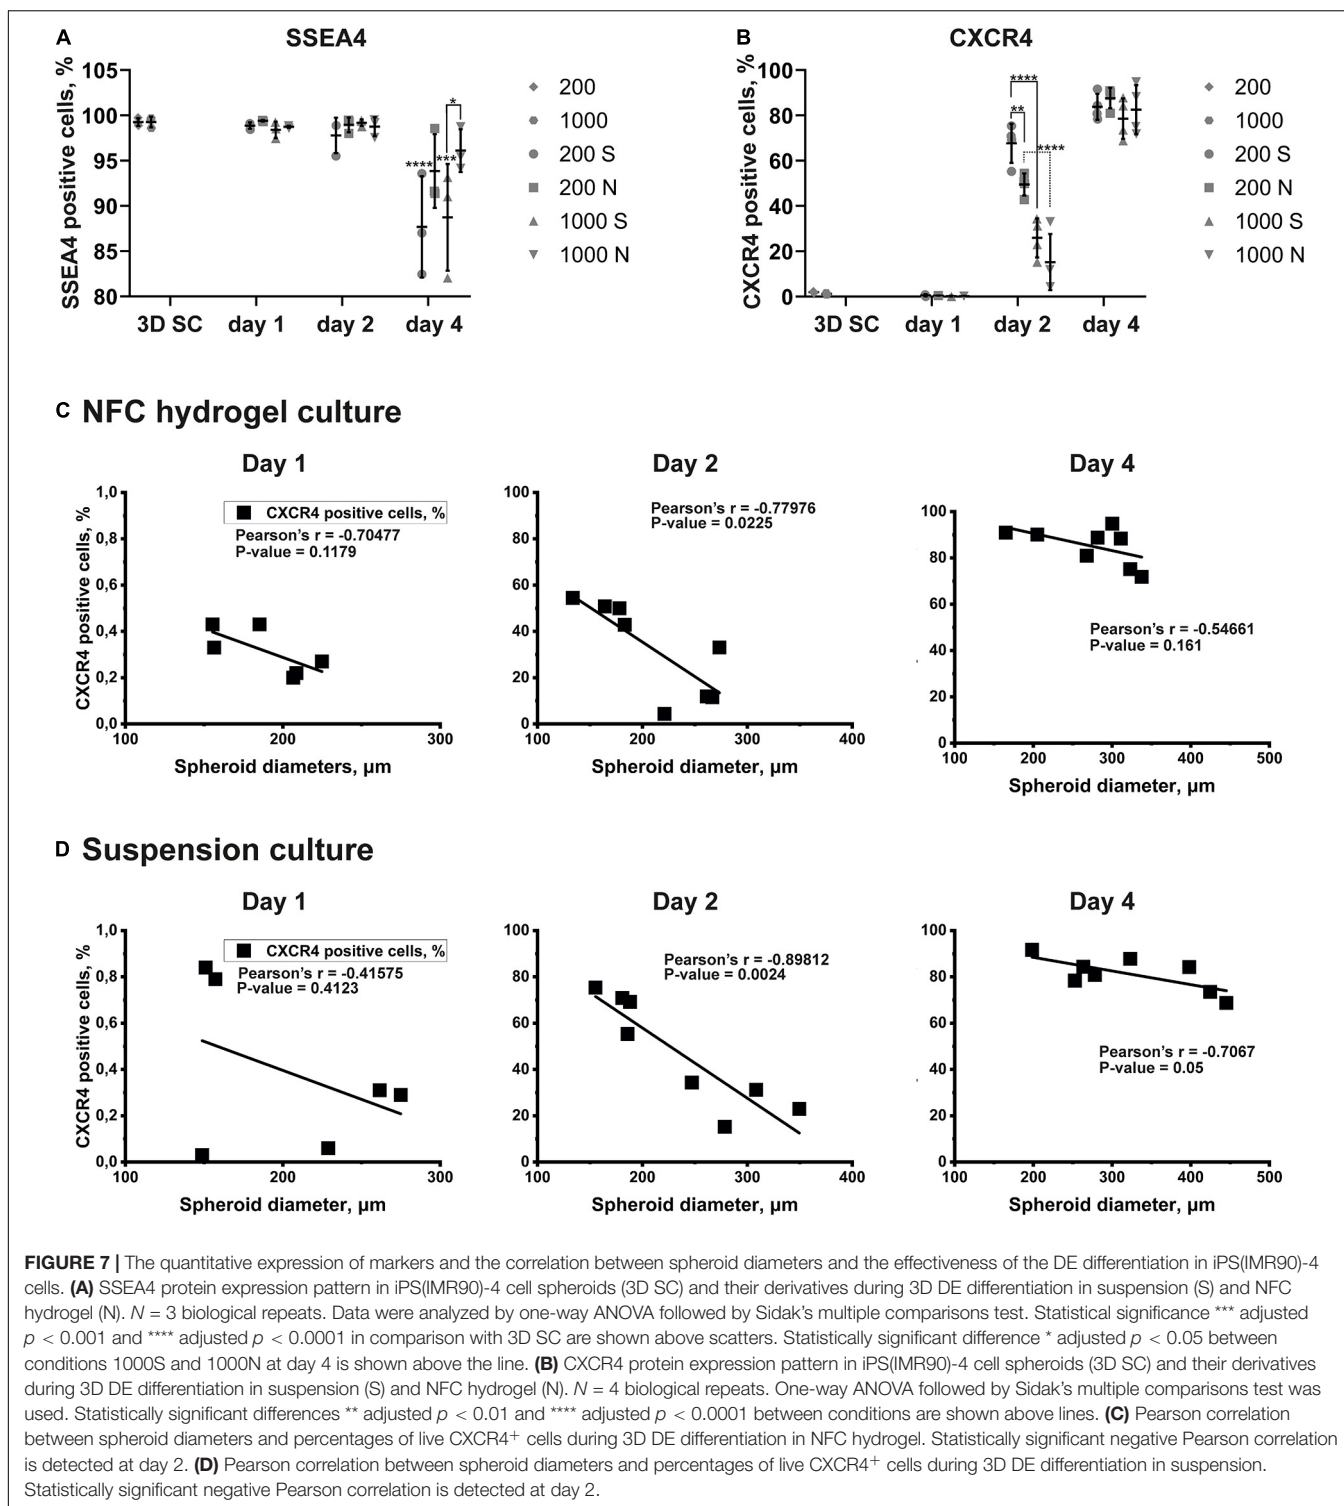 A
SSEA4
SSEA4 positive cells, %
105
100
95
90
85
80
****
***
*
3D SC
day 1
day 2
day 4
200
1000
200 S
200 N
1000 S
1000 N
B
CXCR4
CXCR4 positive cells, %
100
80
60
40
20
0
****
**
****
3D SC
day 1
day 2
day 4
200
1000
200 S
200 N
1000 S
1000 N
C NFC hydrogel culture
Day 1
CXCR4 positive cells, %
1,0
0,8
0,6
0,4
0,2
0,0
CXCR4 positive cells, %
Pearson's r = -0.70477
P-value = 0.1179
100
200
300
Spheroid diameters, µm
Day 2
100
80
60
40
20
0
Pearson's r = -0.77976
P-value = 0.0225
100
200
300
400
Spheroid diameter, µm
Day 4
100
80
60
40
20
0
Pearson's r = -0.54661
P-value = 0.161
100
200
300
400
500
Spheroid diameter, µm
D Suspension culture
Day 1
CXCR4 positive cells, %
1,0
0,8
0,6
0,4
0,2
0,0
CXCR4 positive cells, %
Pearson's r = -0.41575
P-value = 0.4123
100
200
300
Spheroid diameter, µm
Day 2
100
80
60
40
20
0
Pearson's r = -0.89812
P-value = 0.0024
100
200
300
400
Spheroid diameter, µm
Day 4
100
80
60
40
20
0
Pearson's r = -0.7067
P-value = 0.05
100
200
300
400
500
Spheroid diameter, µm
FIGURE 7 | The quantitative expression of markers and the correlation between spheroid diameters and the effectiveness of the DE differentiation in iPS(IMR90)-4
cells. (A) SSEA4 protein expression pattern in iPS(IMR90)-4 cell spheroids (3D SC) and their derivatives during 3D DE differentiation in suspension (S) and NFC
hydrogel (N). N = 3 biological repeats. Data were analyzed by one-way ANOVA followed by Sidak's multiple comparisons test. Statistical significance *** adjusted
p < 0.001 and **** adjusted p < 0.0001 in comparison with 3D SC are shown above scatters. Statistically significant difference * adjusted p < 0.05 between
conditions 1000S and 1000N at day 4 is shown above the line. (B) CXCR4 protein expression pattern in iPS(IMR90)-4 cell spheroids (3D SC) and their derivatives
during 3D DE differentiation in suspension (S) and NFC hydrogel (N). N = 4 biological repeats. One-way ANOVA followed by Sidak's multiple comparisons test was
used. Statistically significant differences ** adjusted p < 0.01 and **** adjusted p < 0.0001 between conditions are shown above lines. (C) Pearson correlation
between spheroid diameters and percentages of live CXCR4+ cells during 3D DE differentiation in NFC hydrogel. Statistically significant negative Pearson correlation
is detected at day 2. (D) Pearson correlation between spheroid diameters and percentages of live CXCR4+ cells during 3D DE differentiation in suspension.
Statistically significant negative Pearson correlation is detected at day 2.